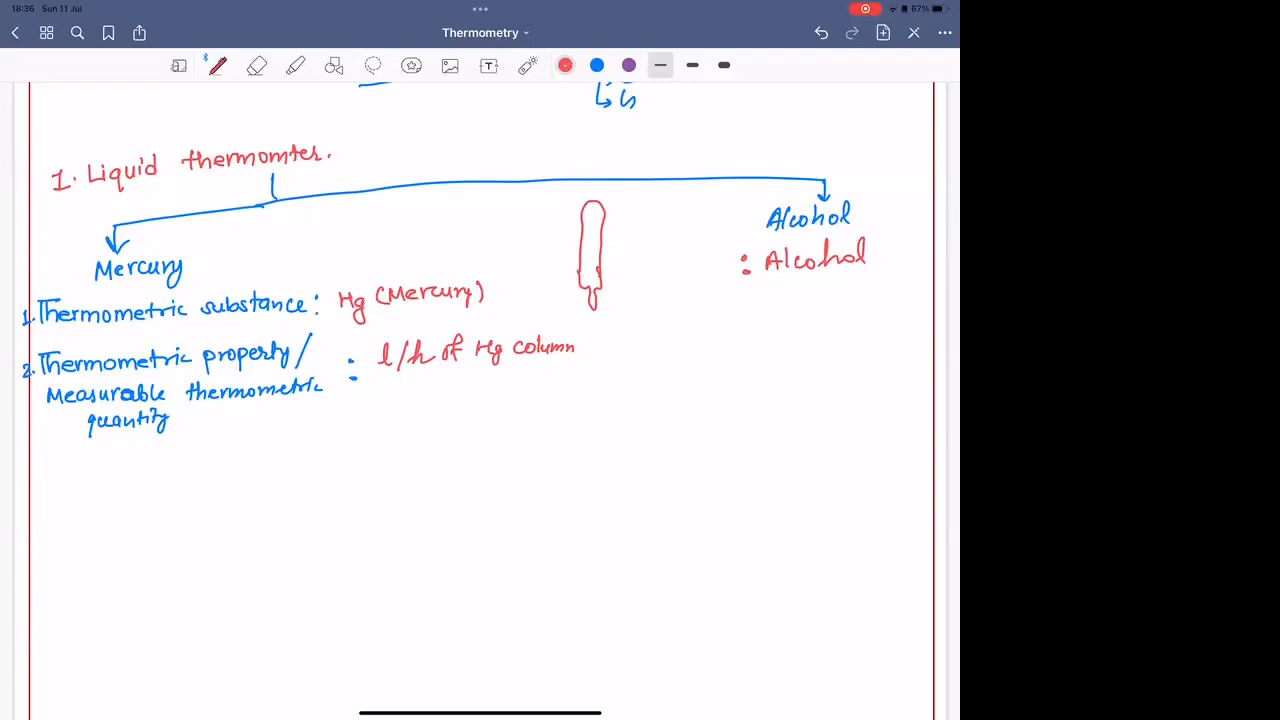 18:36 Sun 11 Jul
67%
Thermometry
T
1. Liquid thermomter.
Mercury
Alcohol
: Alcohol
1. Thermometric substance: Hg (Mercury)
2. Thermometric property/ : l/h of Hg column
Measurable thermometric
quantity